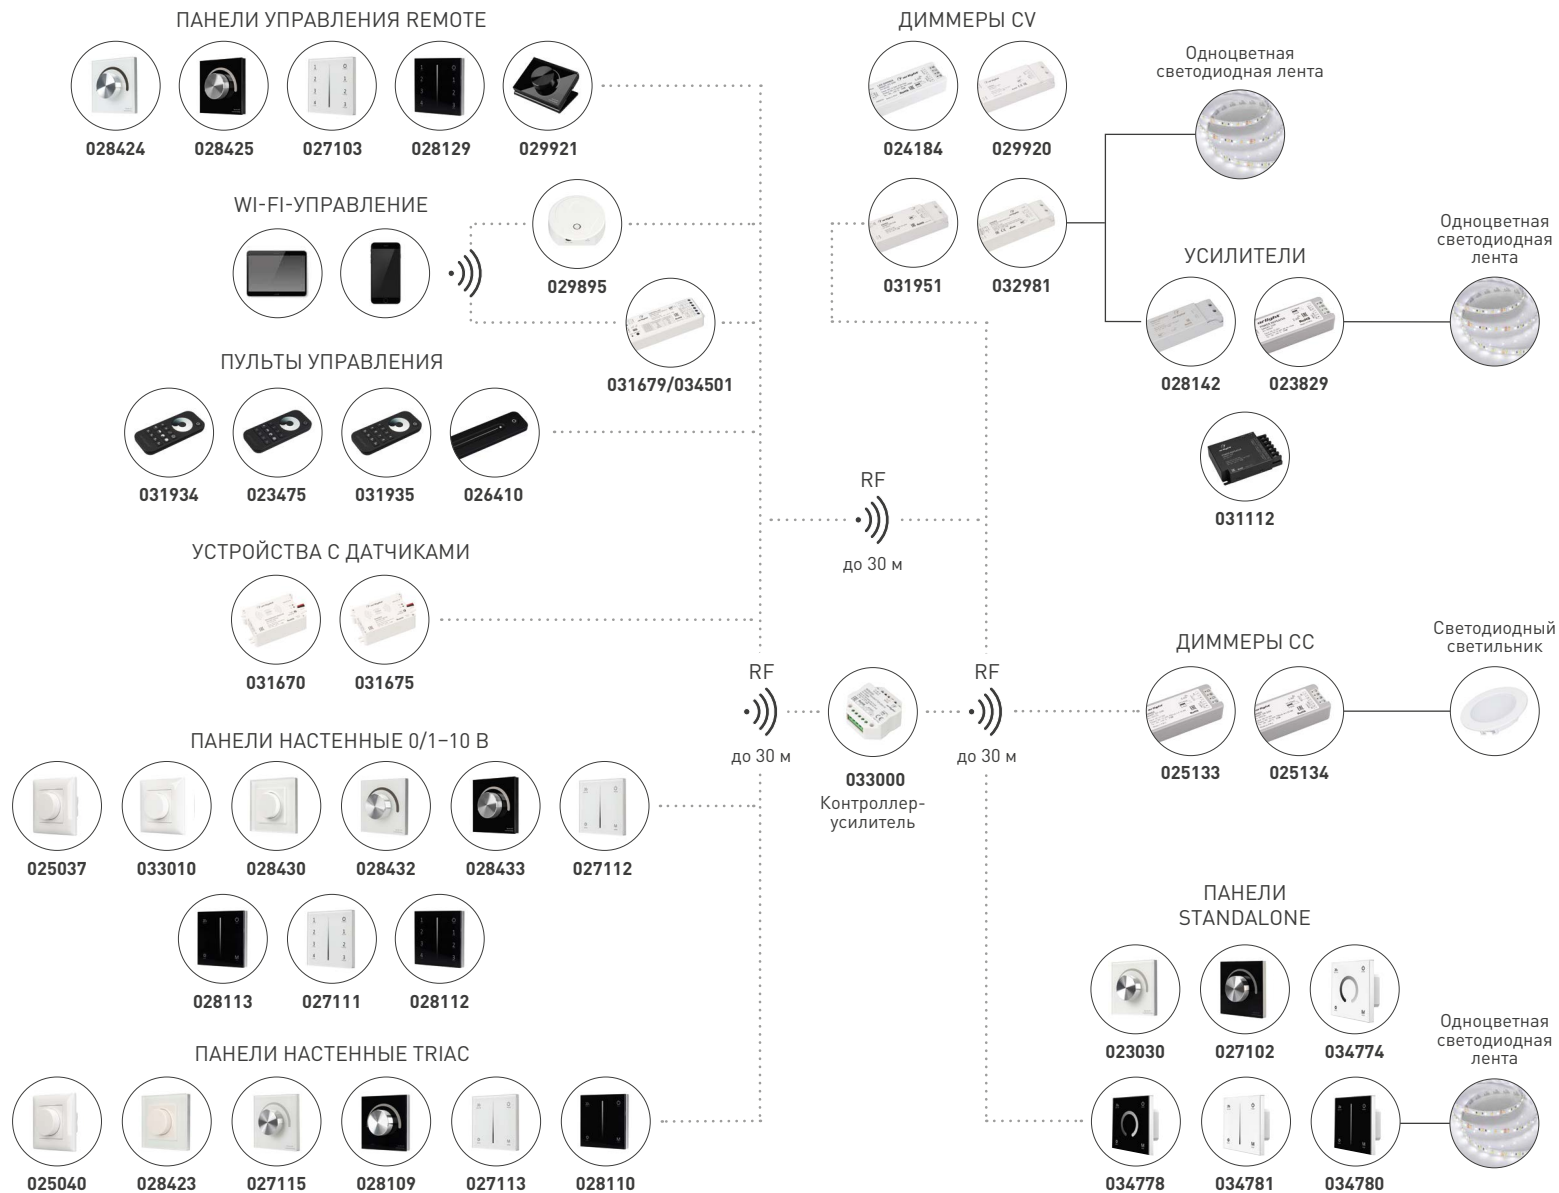 ПАНЕЛИ УПРАВЛЕНИЯ REMOTE
028424 028425 027103 028129 029921
WI-FI-УПРАВЛЕНИЕ
029895
031679/034501
ПУЛЬТЫ УПРАВЛЕНИЯ
031934 023475 031935 026410
УСТРОЙСТВА С ДАТЧИКАМИ
031670 031675
ПАНЕЛИ НАСТЕННЫЕ 0/1–10 В
025037 033010 028430 028432 028433 027112
028113 027111 028112
ПАНЕЛИ НАСТЕННЫЕ TRIAC
025040 028423 027115 028109 027113 028110
RF
до 30 м
RF
до 30 м
033000
Контроллер-
усилитель
RF
до 30 м
ДИММЕРЫ CV
024184 029920
031951 032981
Одноцветная
светодиодная лента
УСИЛИТЕЛИ
028142 023829
031112
Одноцветная
светодиодная
лента
ДИММЕРЫ СС
025133 025134
Светодиодный
светильник
ПАНЕЛИ
STANDALONE
023030 027102 034774
034778 034781 034780
Одноцветная
светодиодная
лента